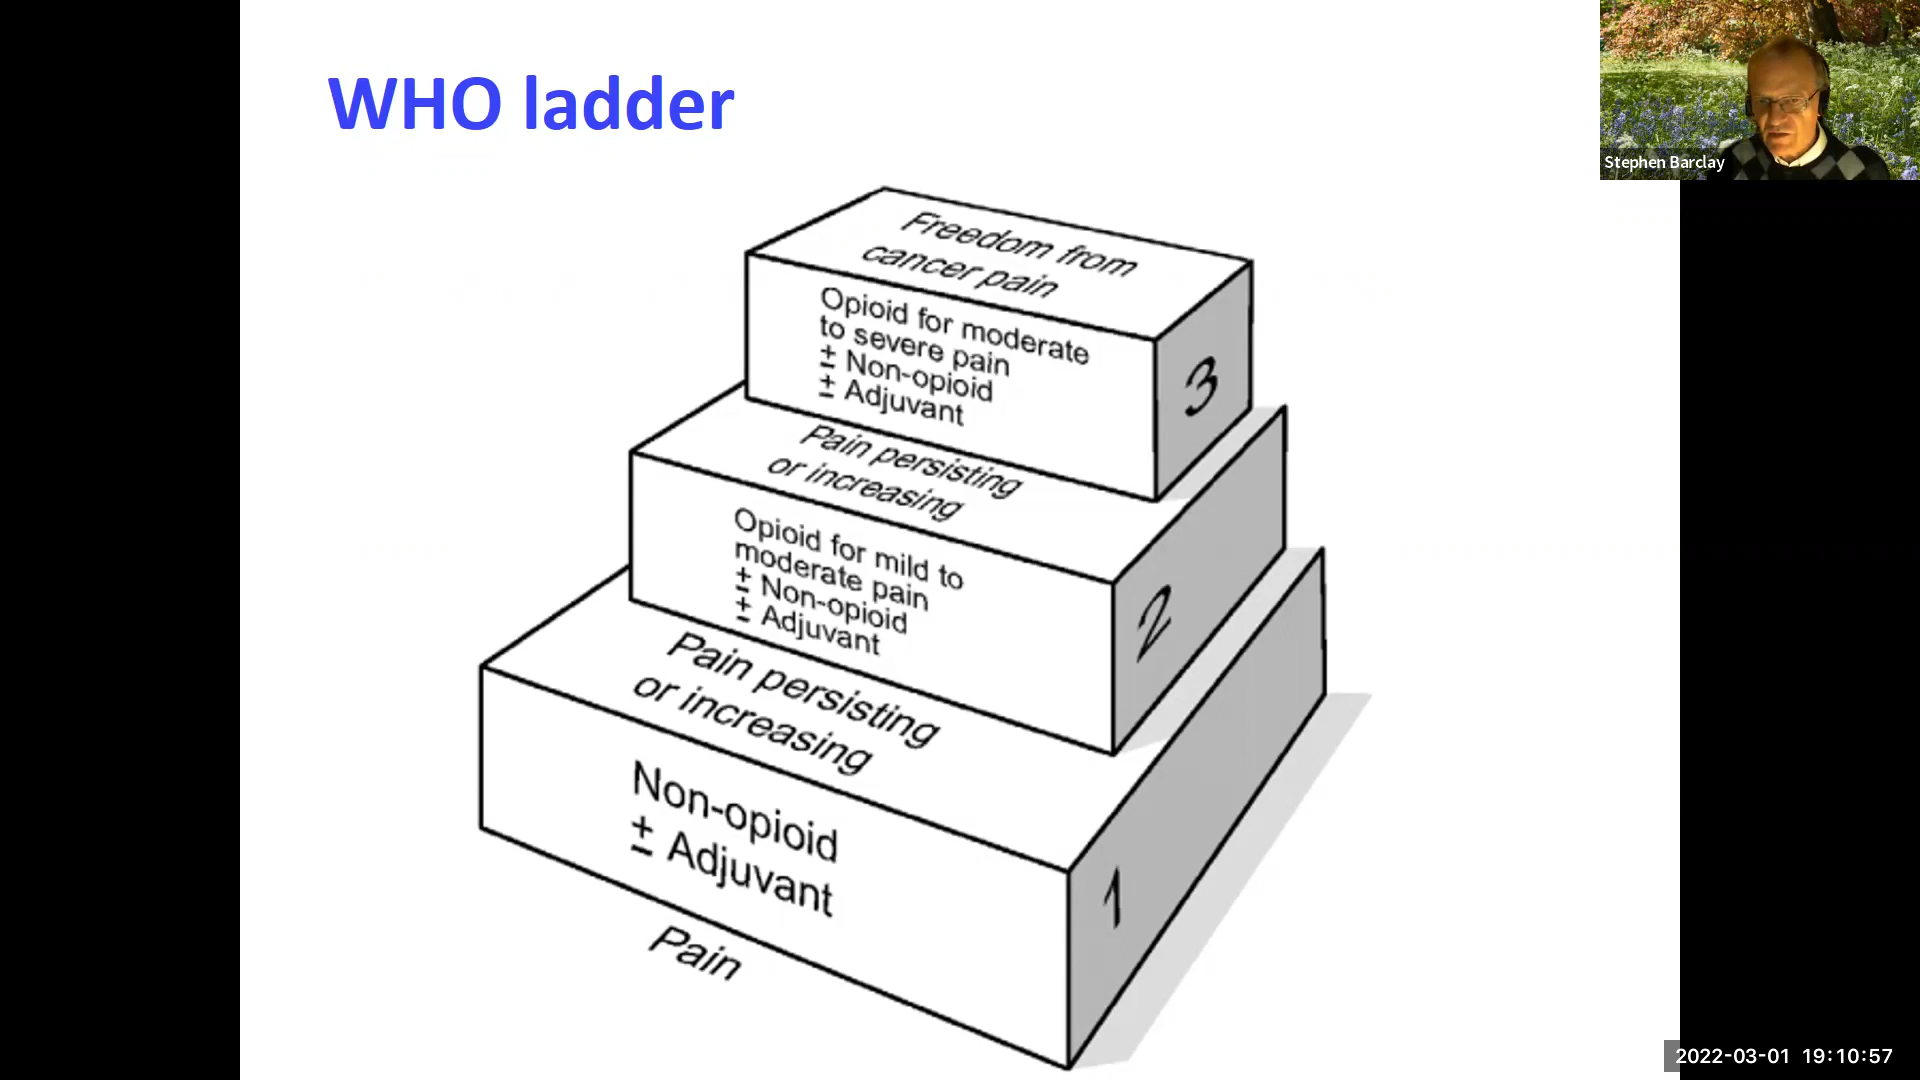 WHO ladder
Stephen Barclay
Freedom from
cancer pain
Opioid for moderate
to severe pain
± Non-opioid
± Adjuvant
3
Pain persisting
or increasing
Opioid for mild to
moderate pain
± Non-opioid
± Adjuvant
2
Pain persisting
or increasing
Non-opioid
± Adjuvant
1
Pain
2022-03-01 19:10:57